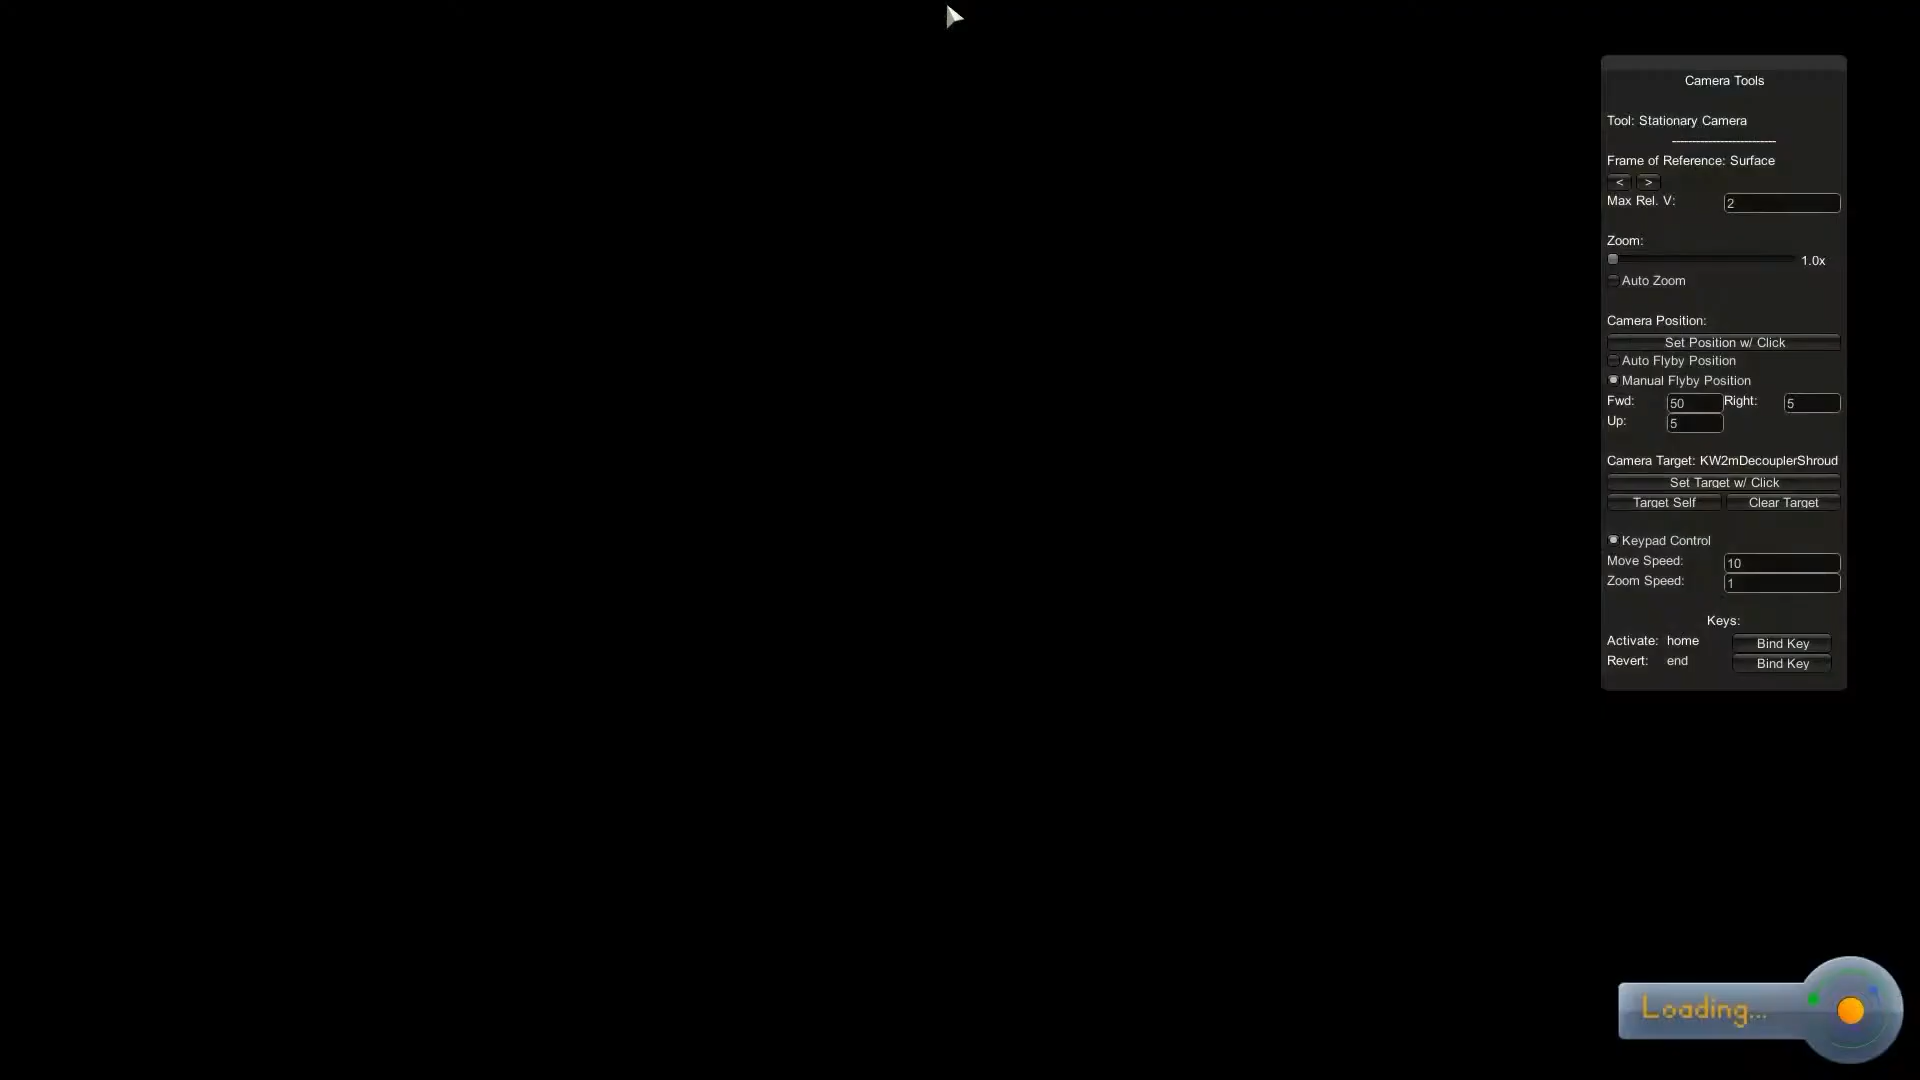 Camera Tools
Tool: Stationary Camera
--------------------------
Frame of Reference: Surface
< >
Max Rel. V: 2
Zoom:
1.0x
Auto Zoom
Camera Position:
Set Position w/ Click
Auto Flyby Position
Manual Flyby Position
Fwd: 50 Right: 5
Up: 5
Camera Target: KW2mDecouplerShroud
Set Target w/ Click
Target Self Clear Target
Keypad Control
Move Speed: 10
Zoom Speed: 1
Keys:
Activate: home Bind Key
Revert: end Bind Key
Loading...